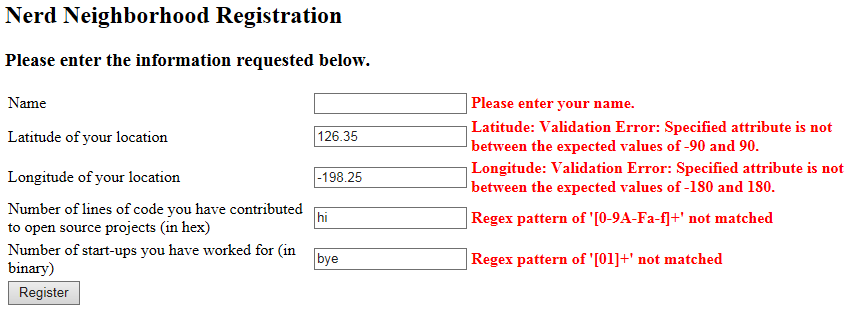 Nerd Neighborhood Registration
Please enter the information requested below.
Name Please enter your name.
Latitude of your location 126.35 Latitude: Validation Error: Specified attribute is not
between the expected values of -90 and 90.
Longitude of your location -198.25 Longitude: Validation Error: Specified attribute is not
between the expected values of -180 and 180.
Number of lines of code you have contributed
to open source projects (in hex) hi Regex pattern of '[0-9A-Fa-f]+' not matched
Number of start-ups you have worked for (in
binary) bye Regex pattern of '[01]+' not matched
Register